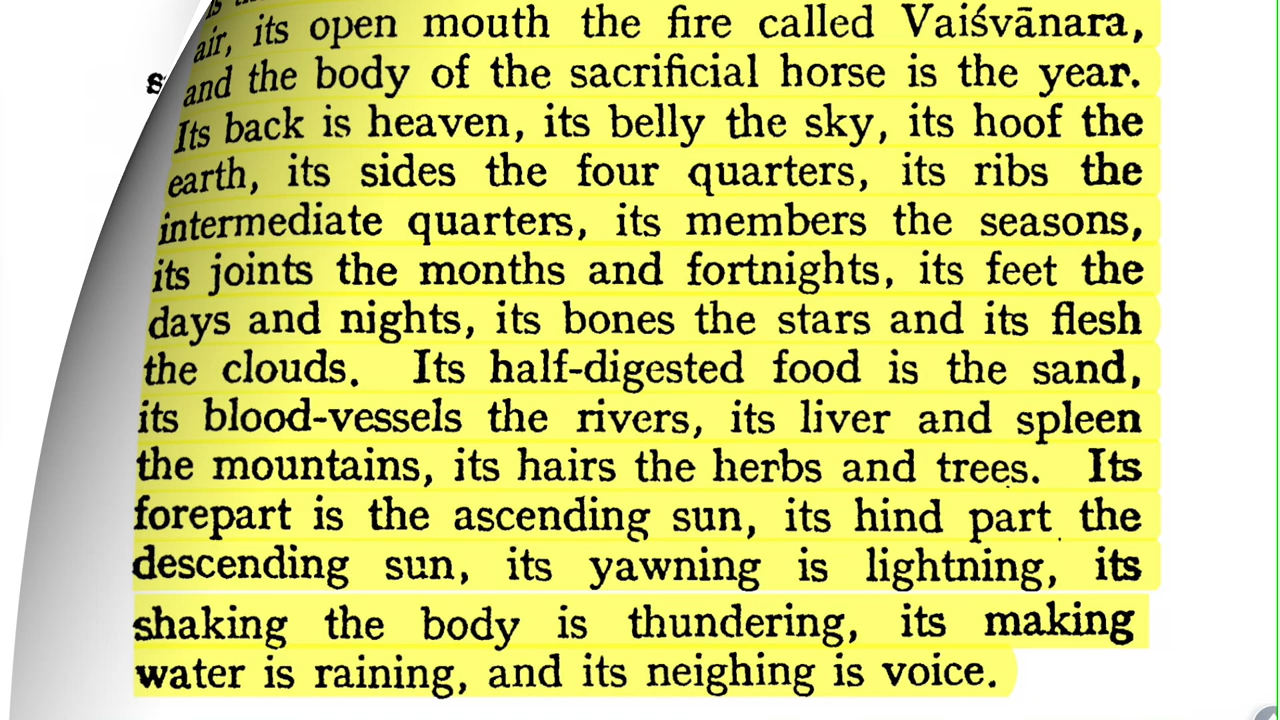 air, its open mouth the fire called Vaiśvānara,
and the body of the sacrificial horse is the year.
Its back is heaven, its belly the sky, its hoof the
earth, its sides the four quarters, its ribs the
intermediate quarters, its members the seasons,
its joints the months and fortnights, its feet the
days and nights, its bones the stars and its flesh
the clouds. Its half-digested food is the sand,
its blood-vessels the rivers, its liver and spleen
the mountains, its hairs the herbs and trees. Its
forepart is the ascending sun, its hind part the
descending sun, its yawning is lightning, its
shaking the body is thundering, its making
water is raining, and its neighing is voice.